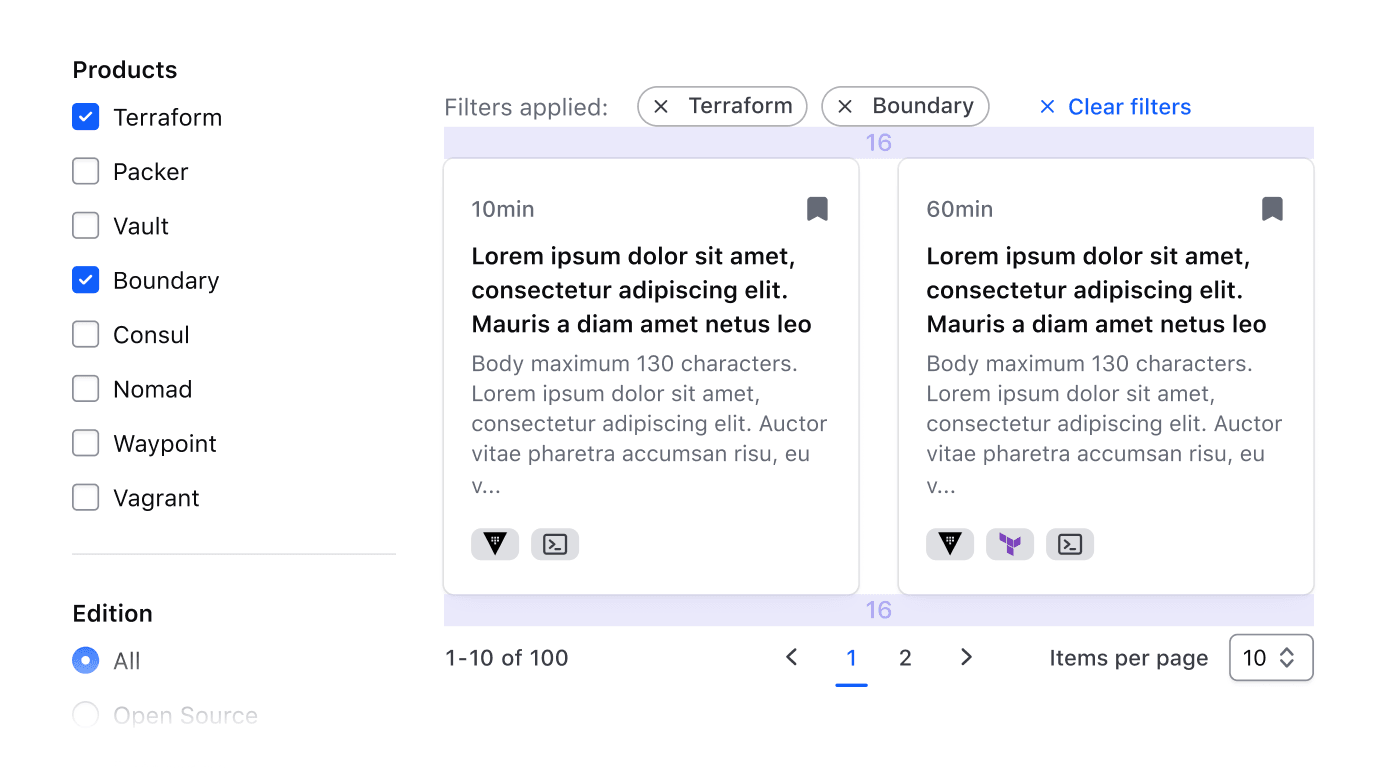 Products
Terraform
Packer
Vault
Boundary
Consul
Nomad
Waypoint
Vagrant
Edition
All
Open Source
Filters applied:
Terraform
Boundary
Clear filters
16
10min
Lorem ipsum dolor sit amet,
consectetur adipiscing elit.
Mauris a diam amet netus leo
Body maximum 130 characters.
Lorem ipsum dolor sit amet,
consectetur adipiscing elit. Auctor
vitae pharetra accumsan risu, eu
v...
60min
Lorem ipsum dolor sit amet,
consectetur adipiscing elit.
Mauris a diam amet netus leo
Body maximum 130 characters.
Lorem ipsum dolor sit amet,
consectetur adipiscing elit. Auctor
vitae pharetra accumsan risu, eu
v...
16
1-10 of 100
1
2
Items per page
10